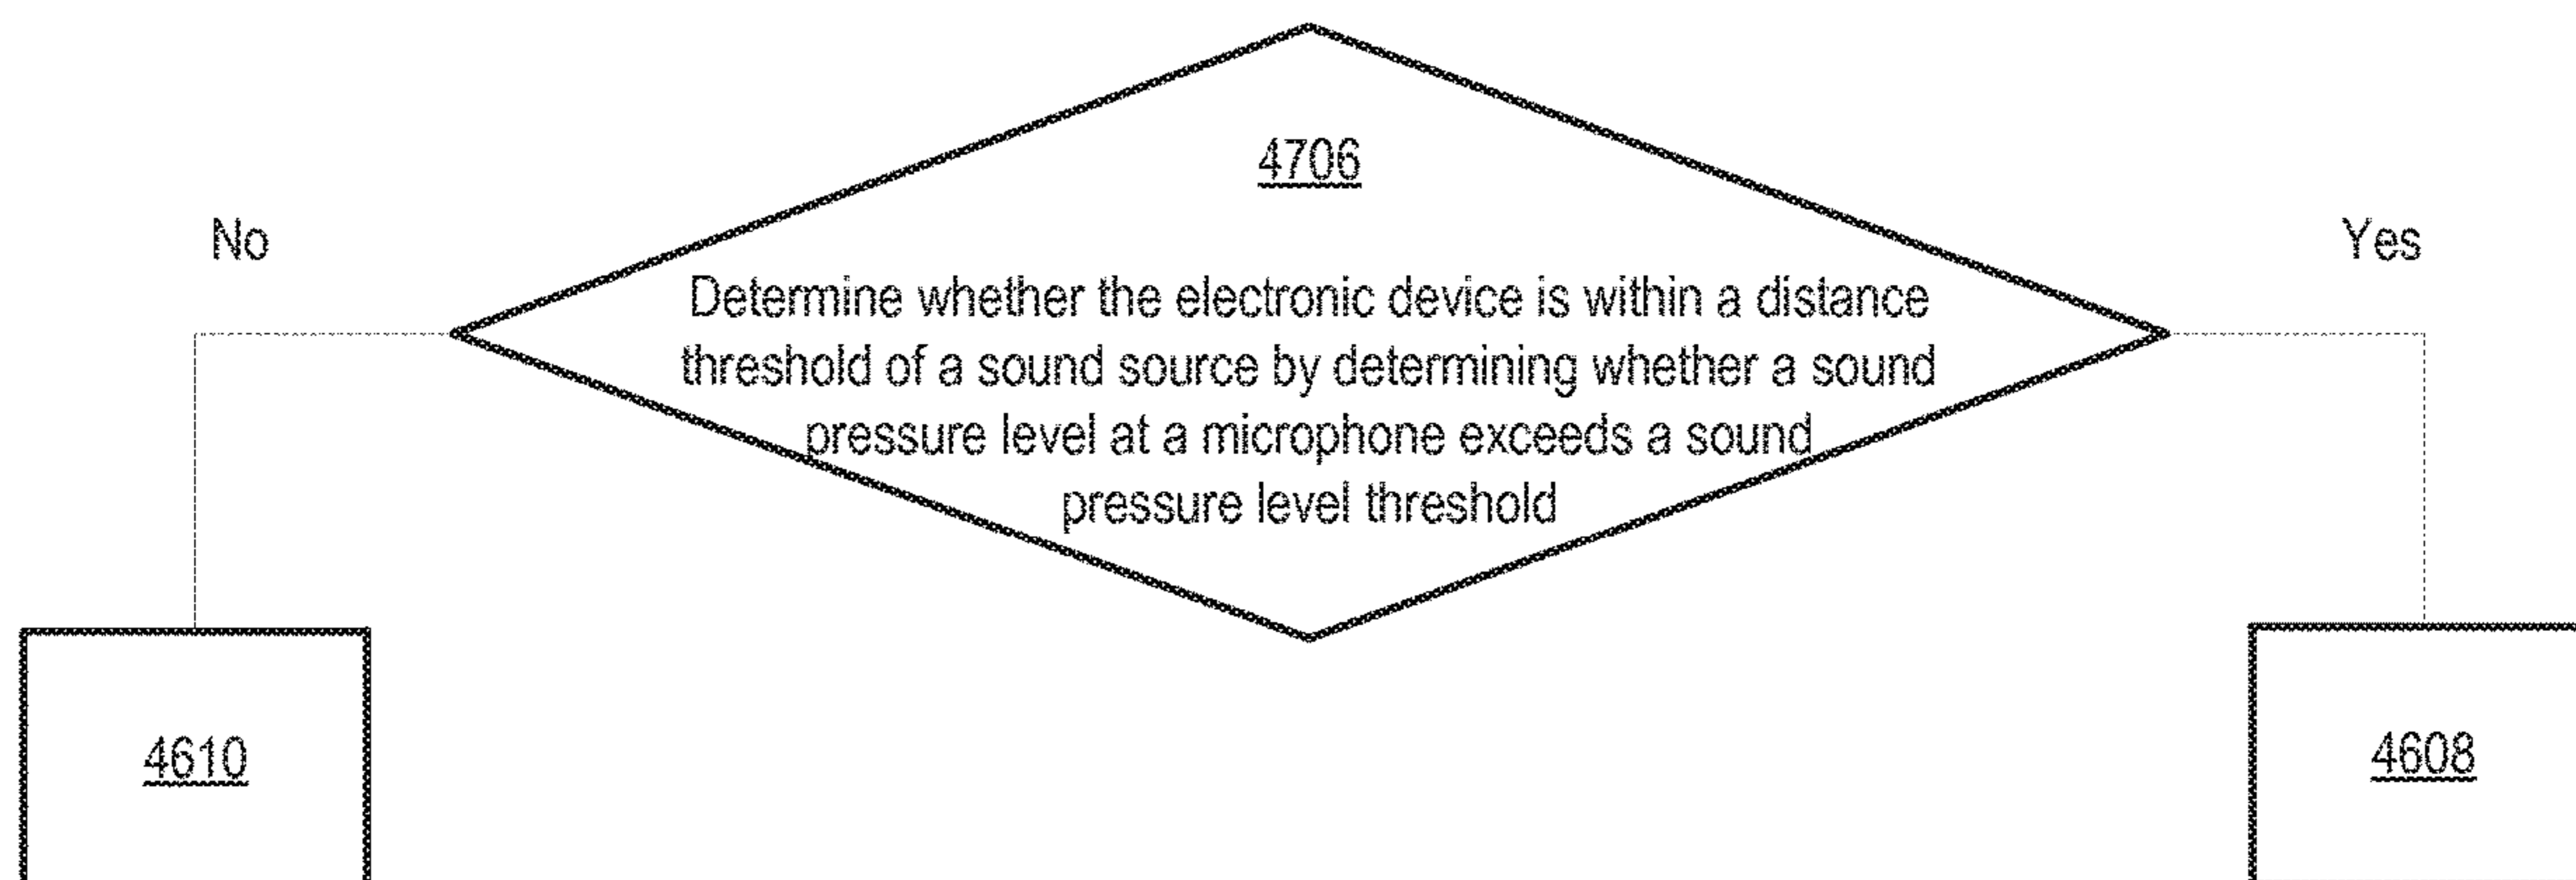 4706
No
Yes
Determine whether the electronic device is within a distance
threshold of a sound source by determining whether a sound
pressure level at a microphone exceeds a sound
pressure level threshold
4610
4608